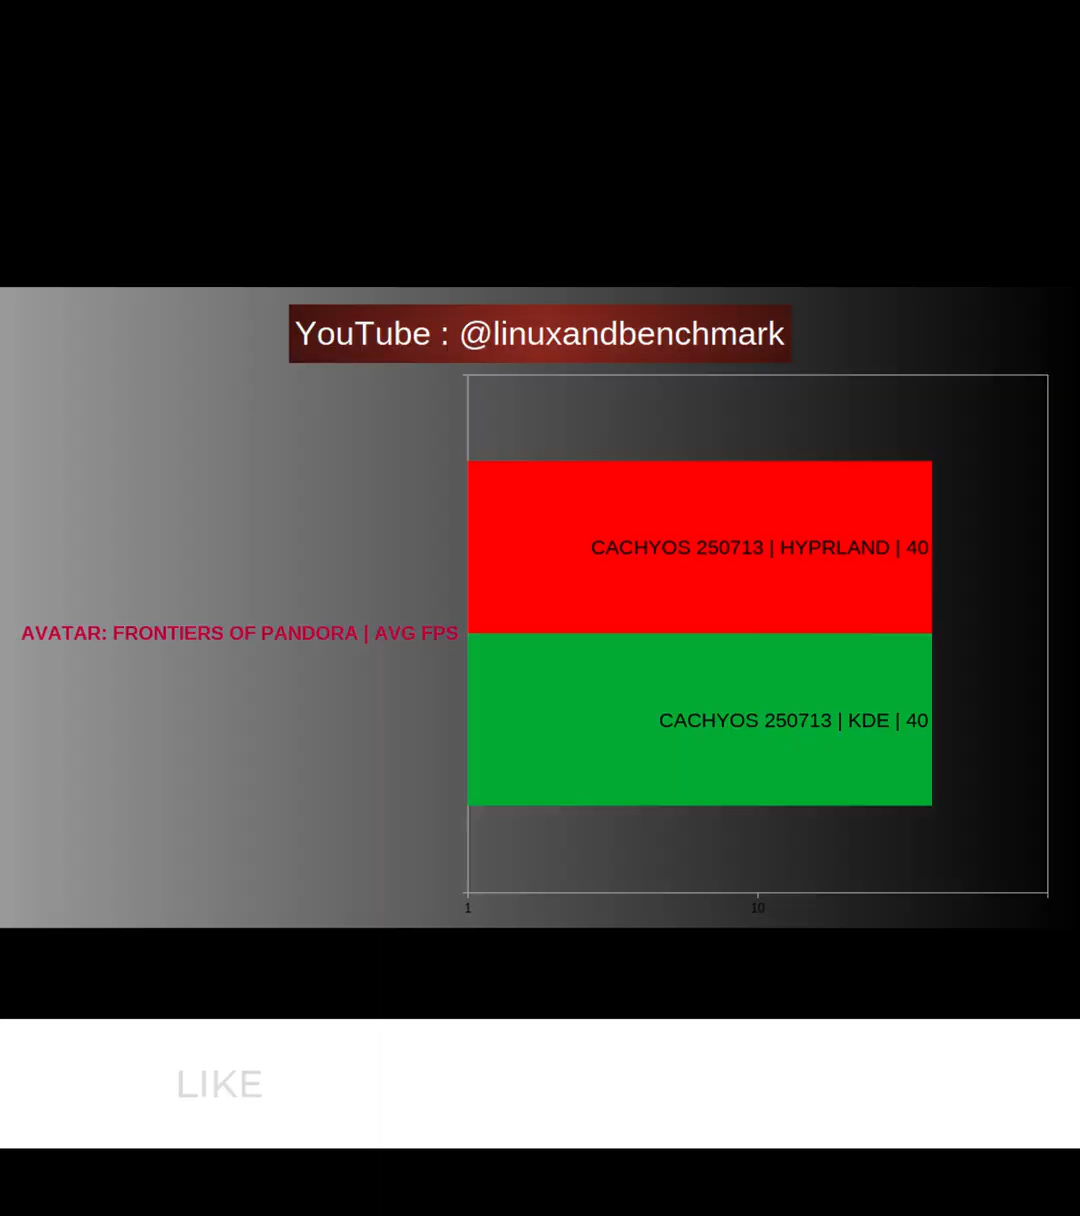 YouTube : @linuxandbenchmark
CACHYOS 250713 | HYPRLAND | 40
AVATAR: FRONTIERS OF PANDORA | AVG FPS
CACHYOS 250713 | KDE | 40
1
10
LIKE